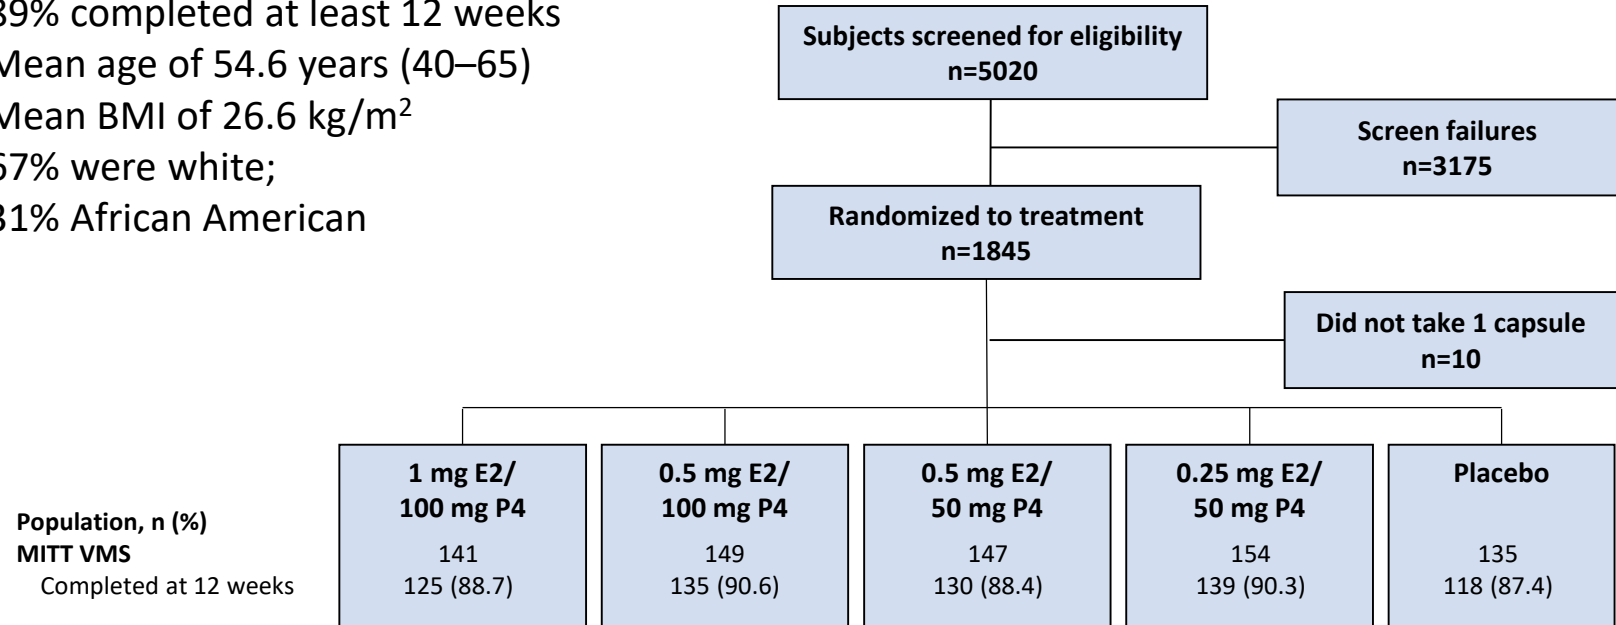 89% completed at least 12 weeks
Mean age of 54.6 years (40–65)
Mean BMI of 26.6 kg/m²
67% were white;
31% African American
Subjects screened for eligibility
n=5020
Screen failures
n=3175
Randomized to treatment
n=1845
Did not take 1 capsule
n=10
1 mg E2/
100 mg P4
0.5 mg E2/
100 mg P4
0.5 mg E2/
50 mg P4
0.25 mg E2/
50 mg P4
Placebo
Population, n (%)
MITT VMS 141 149 147 154 135
Completed at 12 weeks 125 (88.7) 135 (90.6) 130 (88.4) 139 (90.3) 118 (87.4)